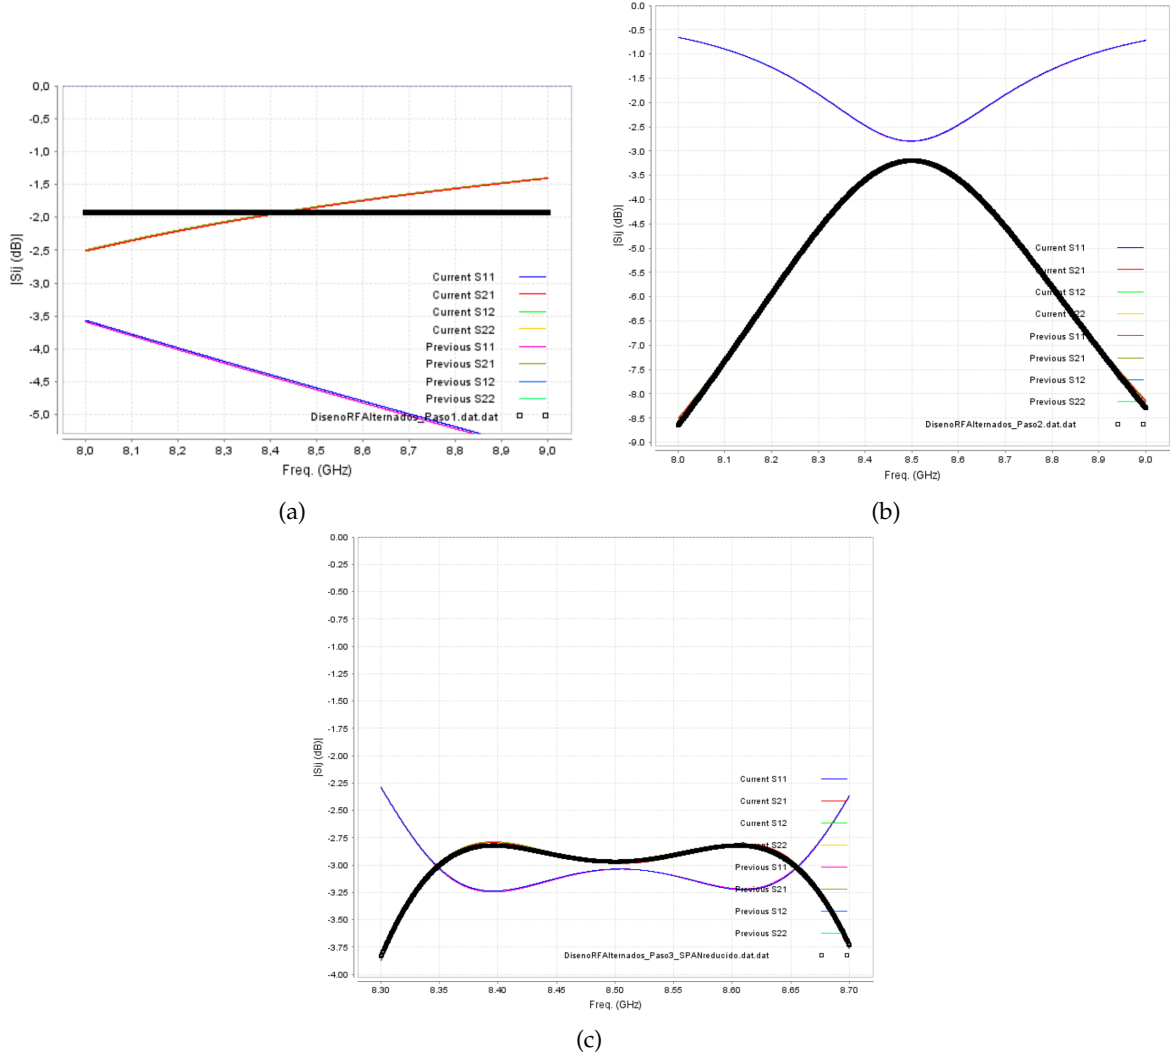 0,0
-0,5
-1,0
-1,5
-2,0
-2,5
-3,0
-3,5
-4,0
-4,5
-5,0
|Sij (dB)|
8,0 8,1 8,2 8,3 8,4 8,5 8,6 8,7 8,8 8,9 9,0
Freq. (GHz)
Current S11
Current S21
Current S12
Current S22
Previous S11
Previous S21
Previous S12
Previous S22
DisenoRFAlternados_Paso1.dat.dat
(a)
0.0
-0.5
-1.0
-1.5
-2.0
-2.5
-3.0
-3.5
-4.0
-4.5
-5.0
-5.5
-6.0
-6.5
-7.0
-7.5
-8.0
-8.5
-9.0
|Sij (dB)|
8.0 8.1 8.2 8.3 8.4 8.5 8.6 8.7 8.8 8.9 9.0
Freq. (GHz)
Current S11
Current S21
Current S12
Current S22
Previous S11
Previous S21
Previous S12
Previous S22
DisenoRFAlternados_Paso2.dat.dat
(b)
0.00
-0.25
-0.50
-0.75
-1.00
-1.25
-1.50
-1.75
-2.00
-2.25
-2.50
-2.75
-3.00
-3.25
-3.50
-3.75
-4.00
|Sij (dB)|
8.30 8.35 8.40 8.45 8.50 8.55 8.60 8.65 8.70
Freq. (GHz)
Current S11
Current S21
Current S12
Current S22
Previous S11
Previous S21
Previous S12
Previous S22
DisenoRFAlternados_Paso3_SPANreducido.dat.dat
(c)